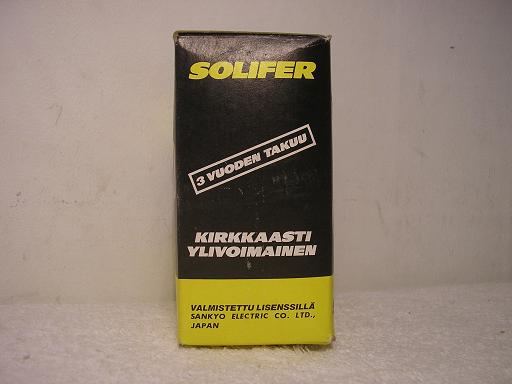 SOLIFER
3 VUODEN TAKUU
KIRKKAASTI
YLIVOIMAINEN
VALMISTETTU LISENSSILLÄ
SANKYO ELECTRIC CO. LTD.,
JAPAN